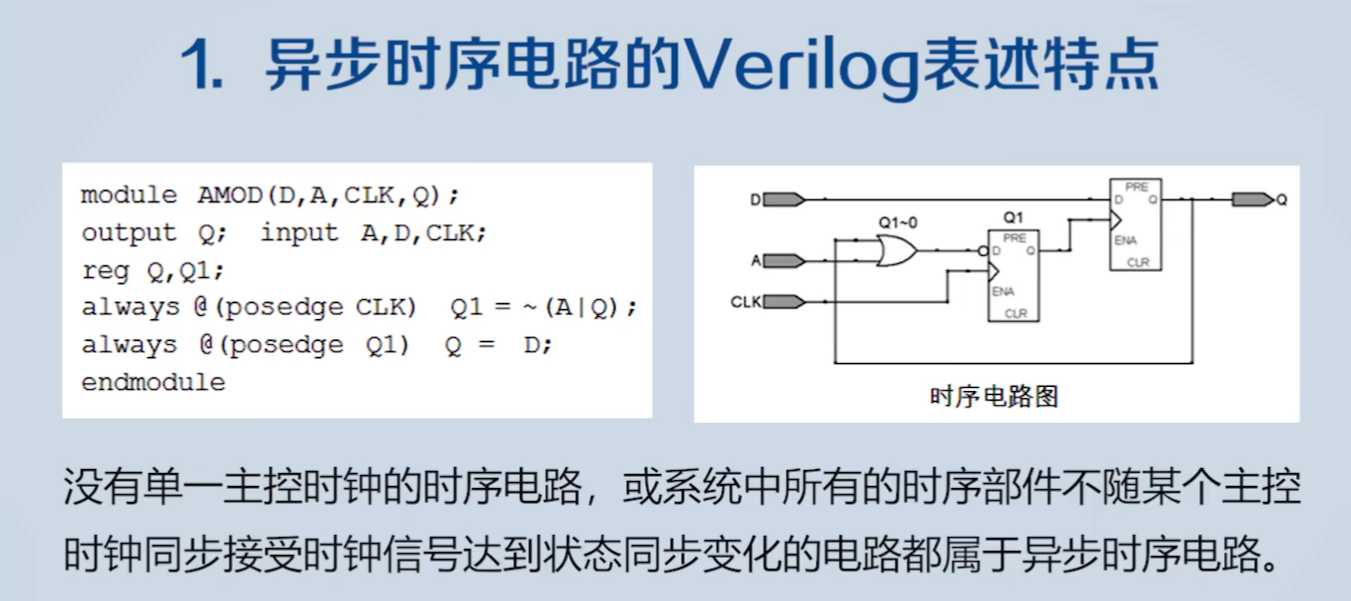 1. 异步时序电路的Verilog表述特点
module AMOD(D,A,CLK,Q);
output Q; input A,D,CLK;
reg Q,Q1;
always @(posedge CLK) Q1 = ~(A|Q);
always @(posedge Q1) Q = D;
endmodule
D
A
CLK
Q1~0
Q1
PRE
D Q
ENA
CLR
PRE
D Q
ENA
CLR
Q
时序电路图
没有单一主控时钟的时序电路，或系统中所有的时序部件不随某个主控
时钟同步接受时钟信号达到状态同步变化的电路都属于异步时序电路。